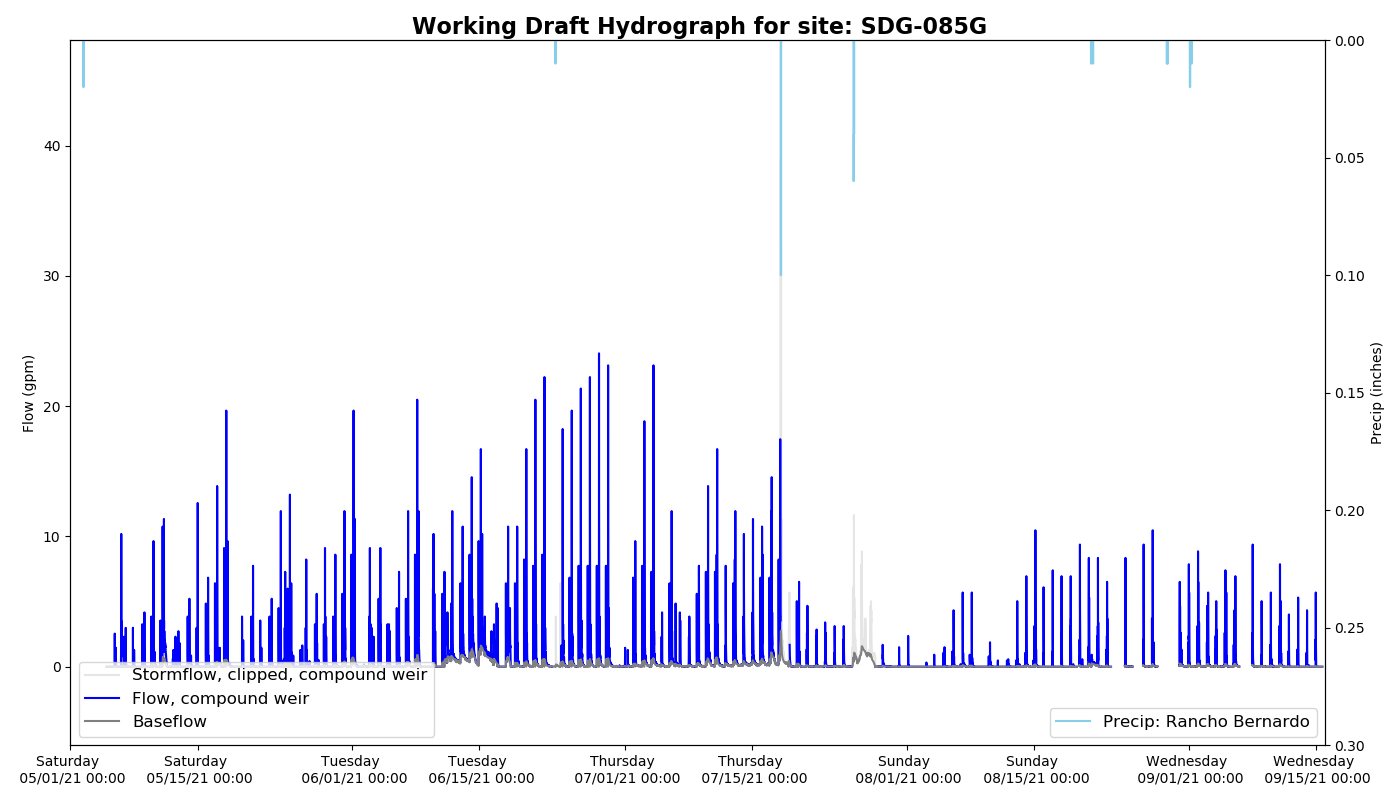 Working Draft Hydrograph for site: SDG-085G
Flow (gpm)
40
30
20
10
0
0.00
0.05
0.10
0.15
0.20
0.25
0.30
Precip (inches)
Stormflow, clipped, compound weir
Flow, compound weir
Baseflow
Precip: Rancho Bernardo
Saturday
05/01/21 00:00
Saturday
05/15/21 00:00
Tuesday
06/01/21 00:00
Tuesday
06/15/21 00:00
Thursday
07/01/21 00:00
Thursday
07/15/21 00:00
Sunday
08/01/21 00:00
Sunday
08/15/21 00:00
Wednesday
09/01/21 00:00
Wednesday
09/15/21 00:00